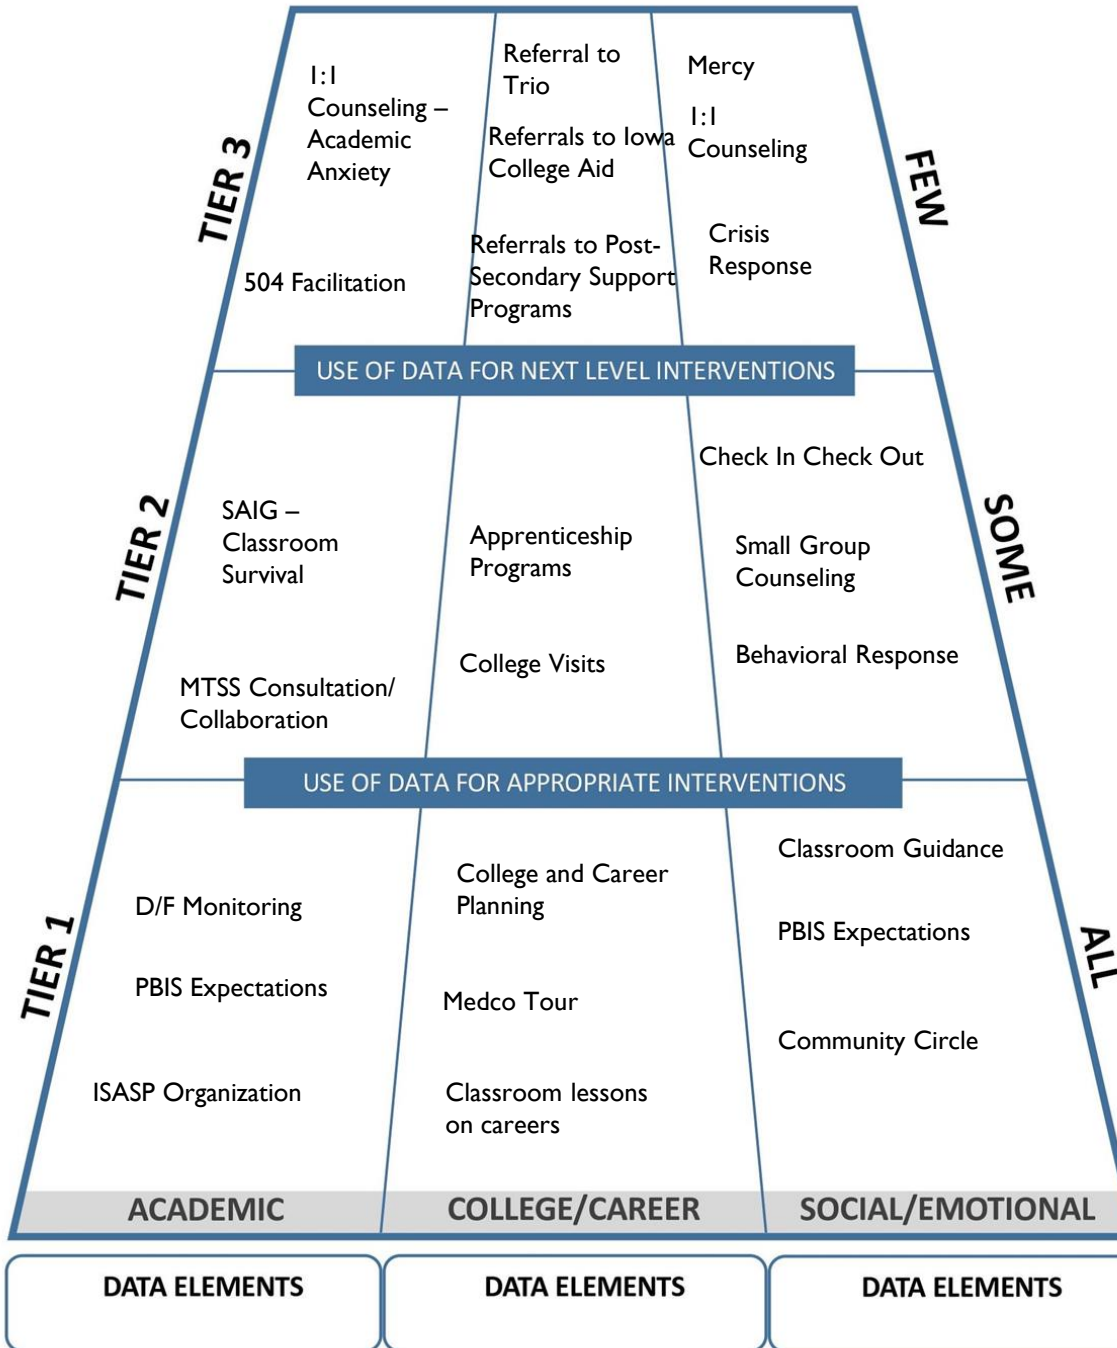 TIER 3
1:1
Counseling –
Academic
Anxiety
504 Facilitation
Referral to
Trio
Referrals to Iowa
College Aid
Referrals to Post-
Secondary Support
Programs
Mercy
1:1
Counseling
Crisis
Response
FEW
USE OF DATA FOR NEXT LEVEL INTERVENTIONS
TIER 2
SAIG –
Classroom
Survival
MTSS Consultation/
Collaboration
Apprenticeship
Programs
College Visits
Check In Check Out
Small Group
Counseling
Behavioral Response
SOME
USE OF DATA FOR APPROPRIATE INTERVENTIONS
TIER 1
D/F Monitoring
PBIS Expectations
ISASP Organization
College and Career
Planning
Medco Tour
Classroom lessons
on careers
Classroom Guidance
PBIS Expectations
Community Circle
ALL
ACADEMIC
COLLEGE/CAREER
SOCIAL/EMOTIONAL
DATA ELEMENTS
DATA ELEMENTS
DATA ELEMENTS